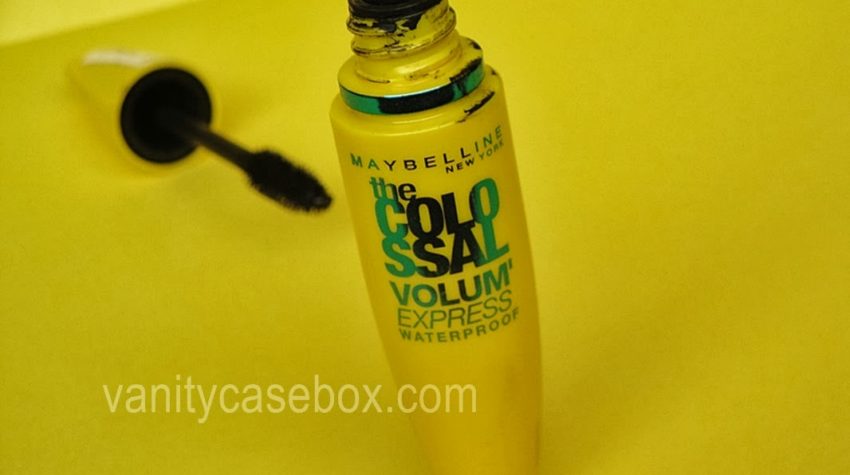 MAYBELLINE
NEW YORK
the
COLO
SSAL
VOLUM'
EXPRESS
WATERPROOF
vanitycasebox.com